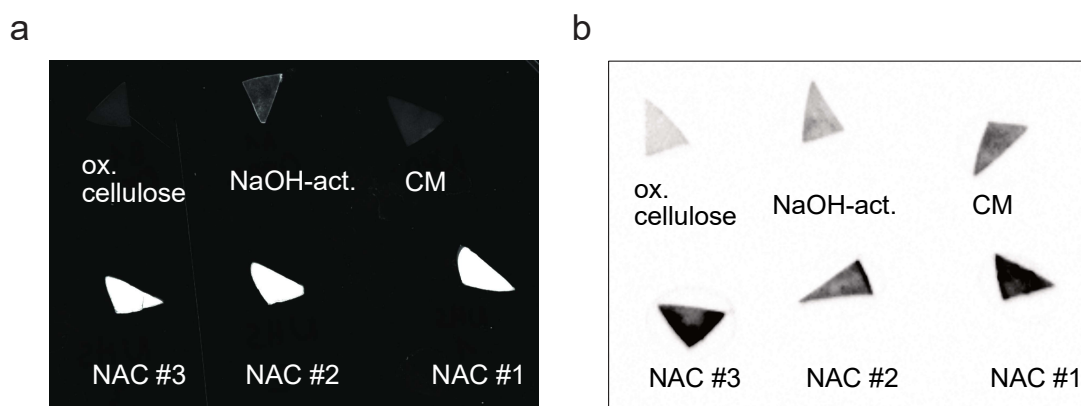 a
b
ox.
cellulose
NaOH-act.
CM
NAC #3
NAC #2
NAC #1
ox.
cellulose
NaOH-act.
CM
NAC #3
NAC #2
NAC #1